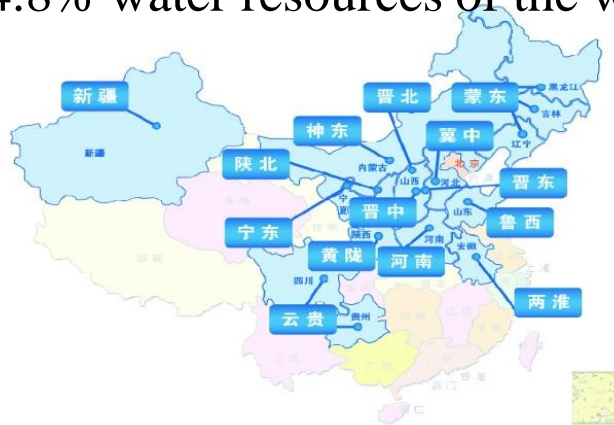 4.8% water resources of the w
新疆
晋北
蒙东
黑龙江
吉林
神东
冀中
辽宁
新疆
陕北
内蒙古
北京
山西
河北
晋东
宁夏
晋中
山东
鲁西
宁东
陕西
黄陇
河南
河南
安徽
四川
两淮
云贵
贵州